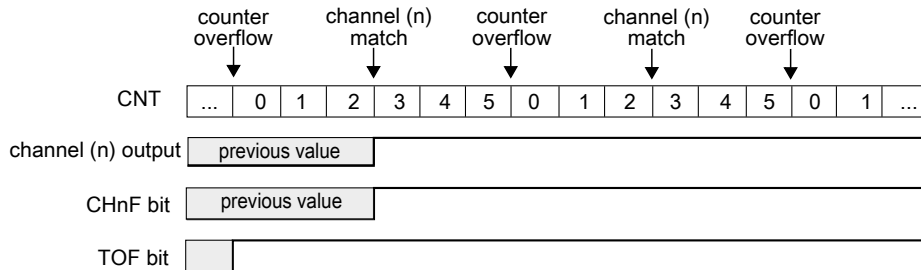 counter overflow
channel (n) match
counter overflow
channel (n) match
counter overflow
CNT ... 0 1 2 3 4 5 0 1 2 3 4 5 0 1 ...
channel (n) output previous value
CHnF bit previous value
TOF bit